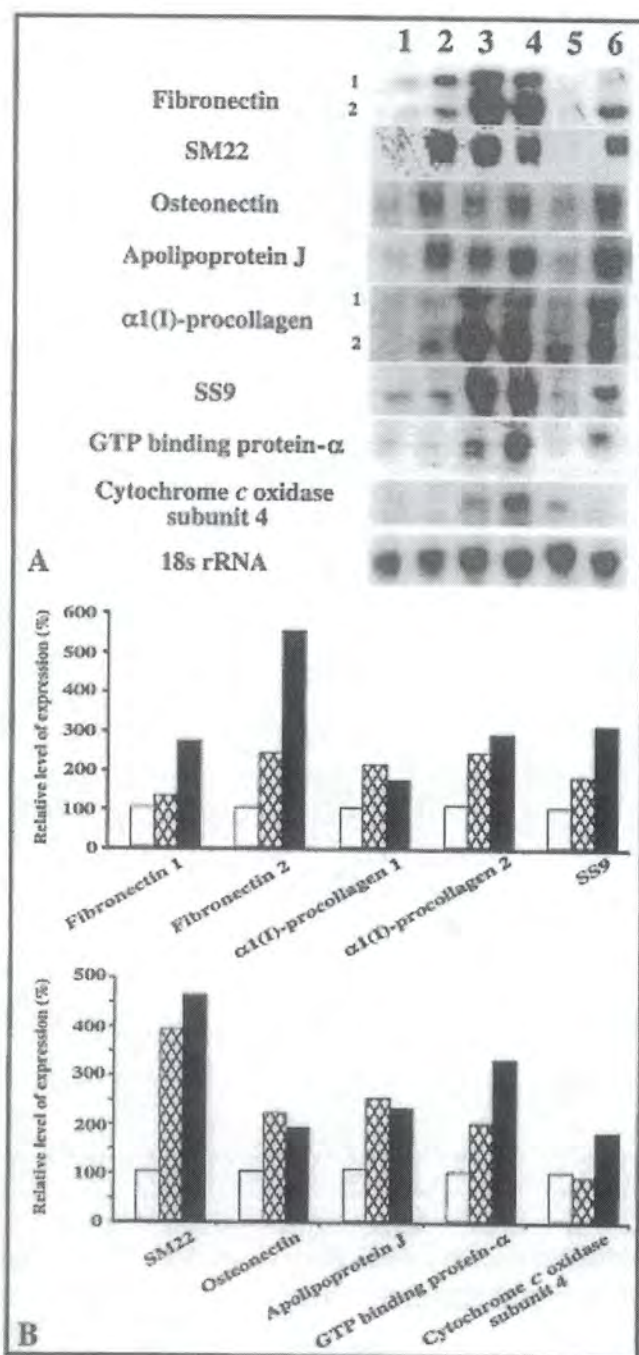 1 2 3 4 5 6
Fibronectin 1
2
SM22
Osteonectin
Apolipoprotein J
α1(I)-procollagen 1
2
SS9
GTP binding protein-α
Cytochrome c oxidase
subunit 4
A 18s rRNA
Relative level of expression (%)
600
500
400
300
200
100
0
Fibronectin 1
Fibronectin 2
α1(I)-procollagen 1
α1(I)-procollagen 2
SS9
Relative level of expression (%)
500
400
300
200
100
0
SM22
Osteonectin
Apolipoprotein J
GTP binding protein-α
Cytochrome c oxidase
subunit 4
B